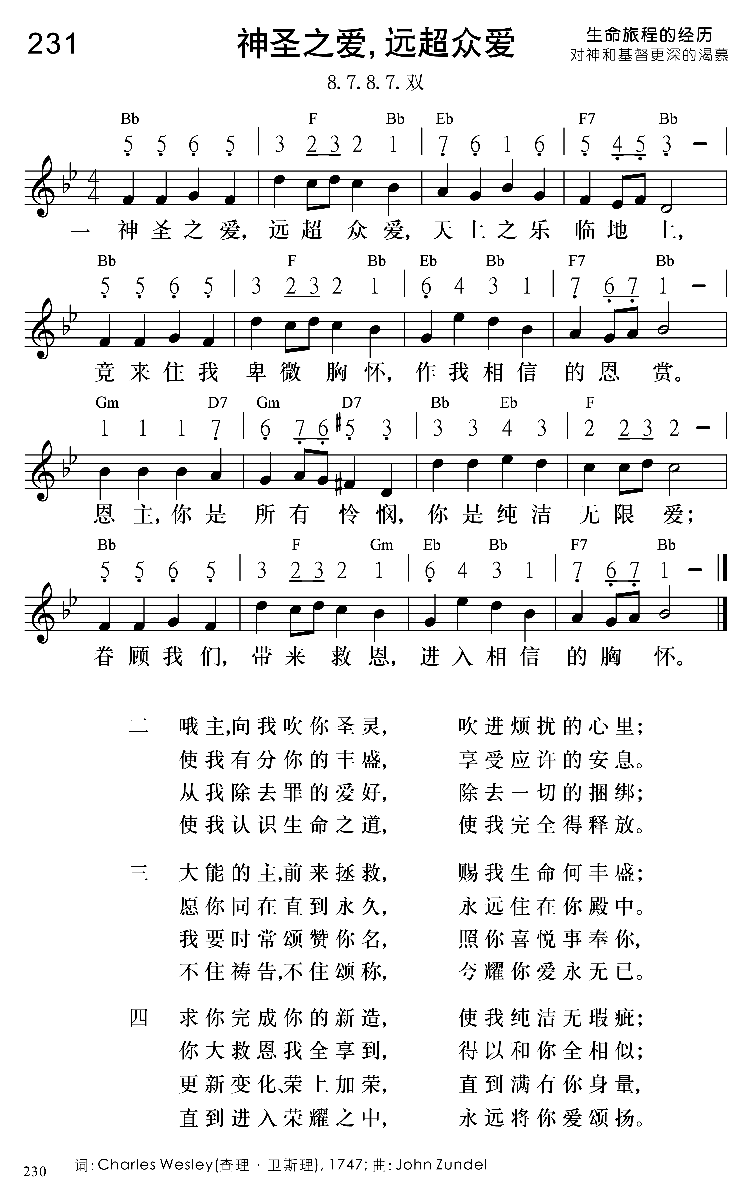 231
神圣之爱,远超众爱
生命旅程的经历
对神和基督更深的渴慕
8. 7. 8. 7. 双
Bb F Bb Eb F7 Bb
5 5 6 5 | 3 2 3 2 1 | 7 6 1 6 | 5 4 5 3 – |
4 4
一 神圣之爱, 远超众爱, 天上之乐临地上,
Bb F Bb Eb Bb F7 Bb
5 5 6 5 | 3 2 3 2 1 | 6 4 3 1 | 7 6 7 1 – |
竟来住我卑微胸怀, 作我相信的恩赏。
Gm D7 Gm D7 Bb Eb F
1 1 1 7 | 6 7 6 #5 3 | 3 3 4 3 | 2 2 3 2 – |
恩主,你是所有怜悯, 你是纯洁无限爱;
Bb F Gm Eb Bb F7 Bb
5 5 6 5 | 3 2 3 2 1 | 6 4 3 1 | 7 6 7 1 –
眷顾我们, 带来救恩, 进入相信的胸怀。
二 哦主,向我吹你圣灵, 吹进烦扰的心里;
使我有分你的丰盛, 享受应许的安息。
从我除去罪的爱好, 除去一切的捆绑;
使我认识生命之道, 使我完全得释放。
三 大能的主,前来拯救, 赐我生命何丰盛;
愿你同在直到永久, 永远住在你殿中。
我要时常颂赞你名, 照你喜悦事奉你,
不住祷告,不住颂称, 夸耀你爱永无已。
四 求你完成你的新造, 使我纯洁无瑕疵;
你大救恩我全享到, 得以和你全相似;
更新变化、荣上加荣, 直到满有你身量,
直到进入荣耀之中, 永远将你爱颂扬。
230 词: Charles Wesley(查理 · 卫斯理), 1747; 曲: John Zundel